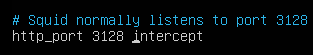 # Squid normally listens to port 3128
http_port 3128 intercept